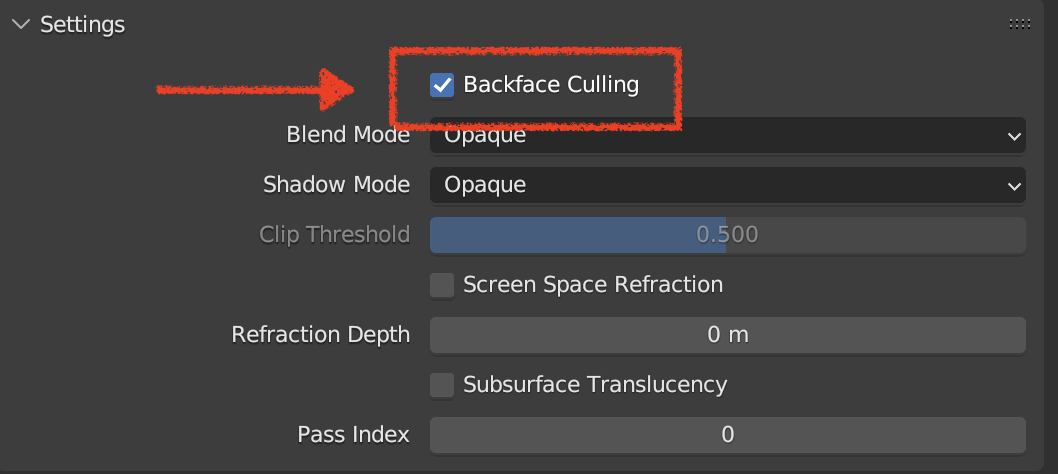 Settings
Backface Culling
Blend Mode Opaque
Shadow Mode Opaque
Clip Threshold 0.500
Screen Space Refraction
Refraction Depth 0 m
Subsurface Translucency
Pass Index 0